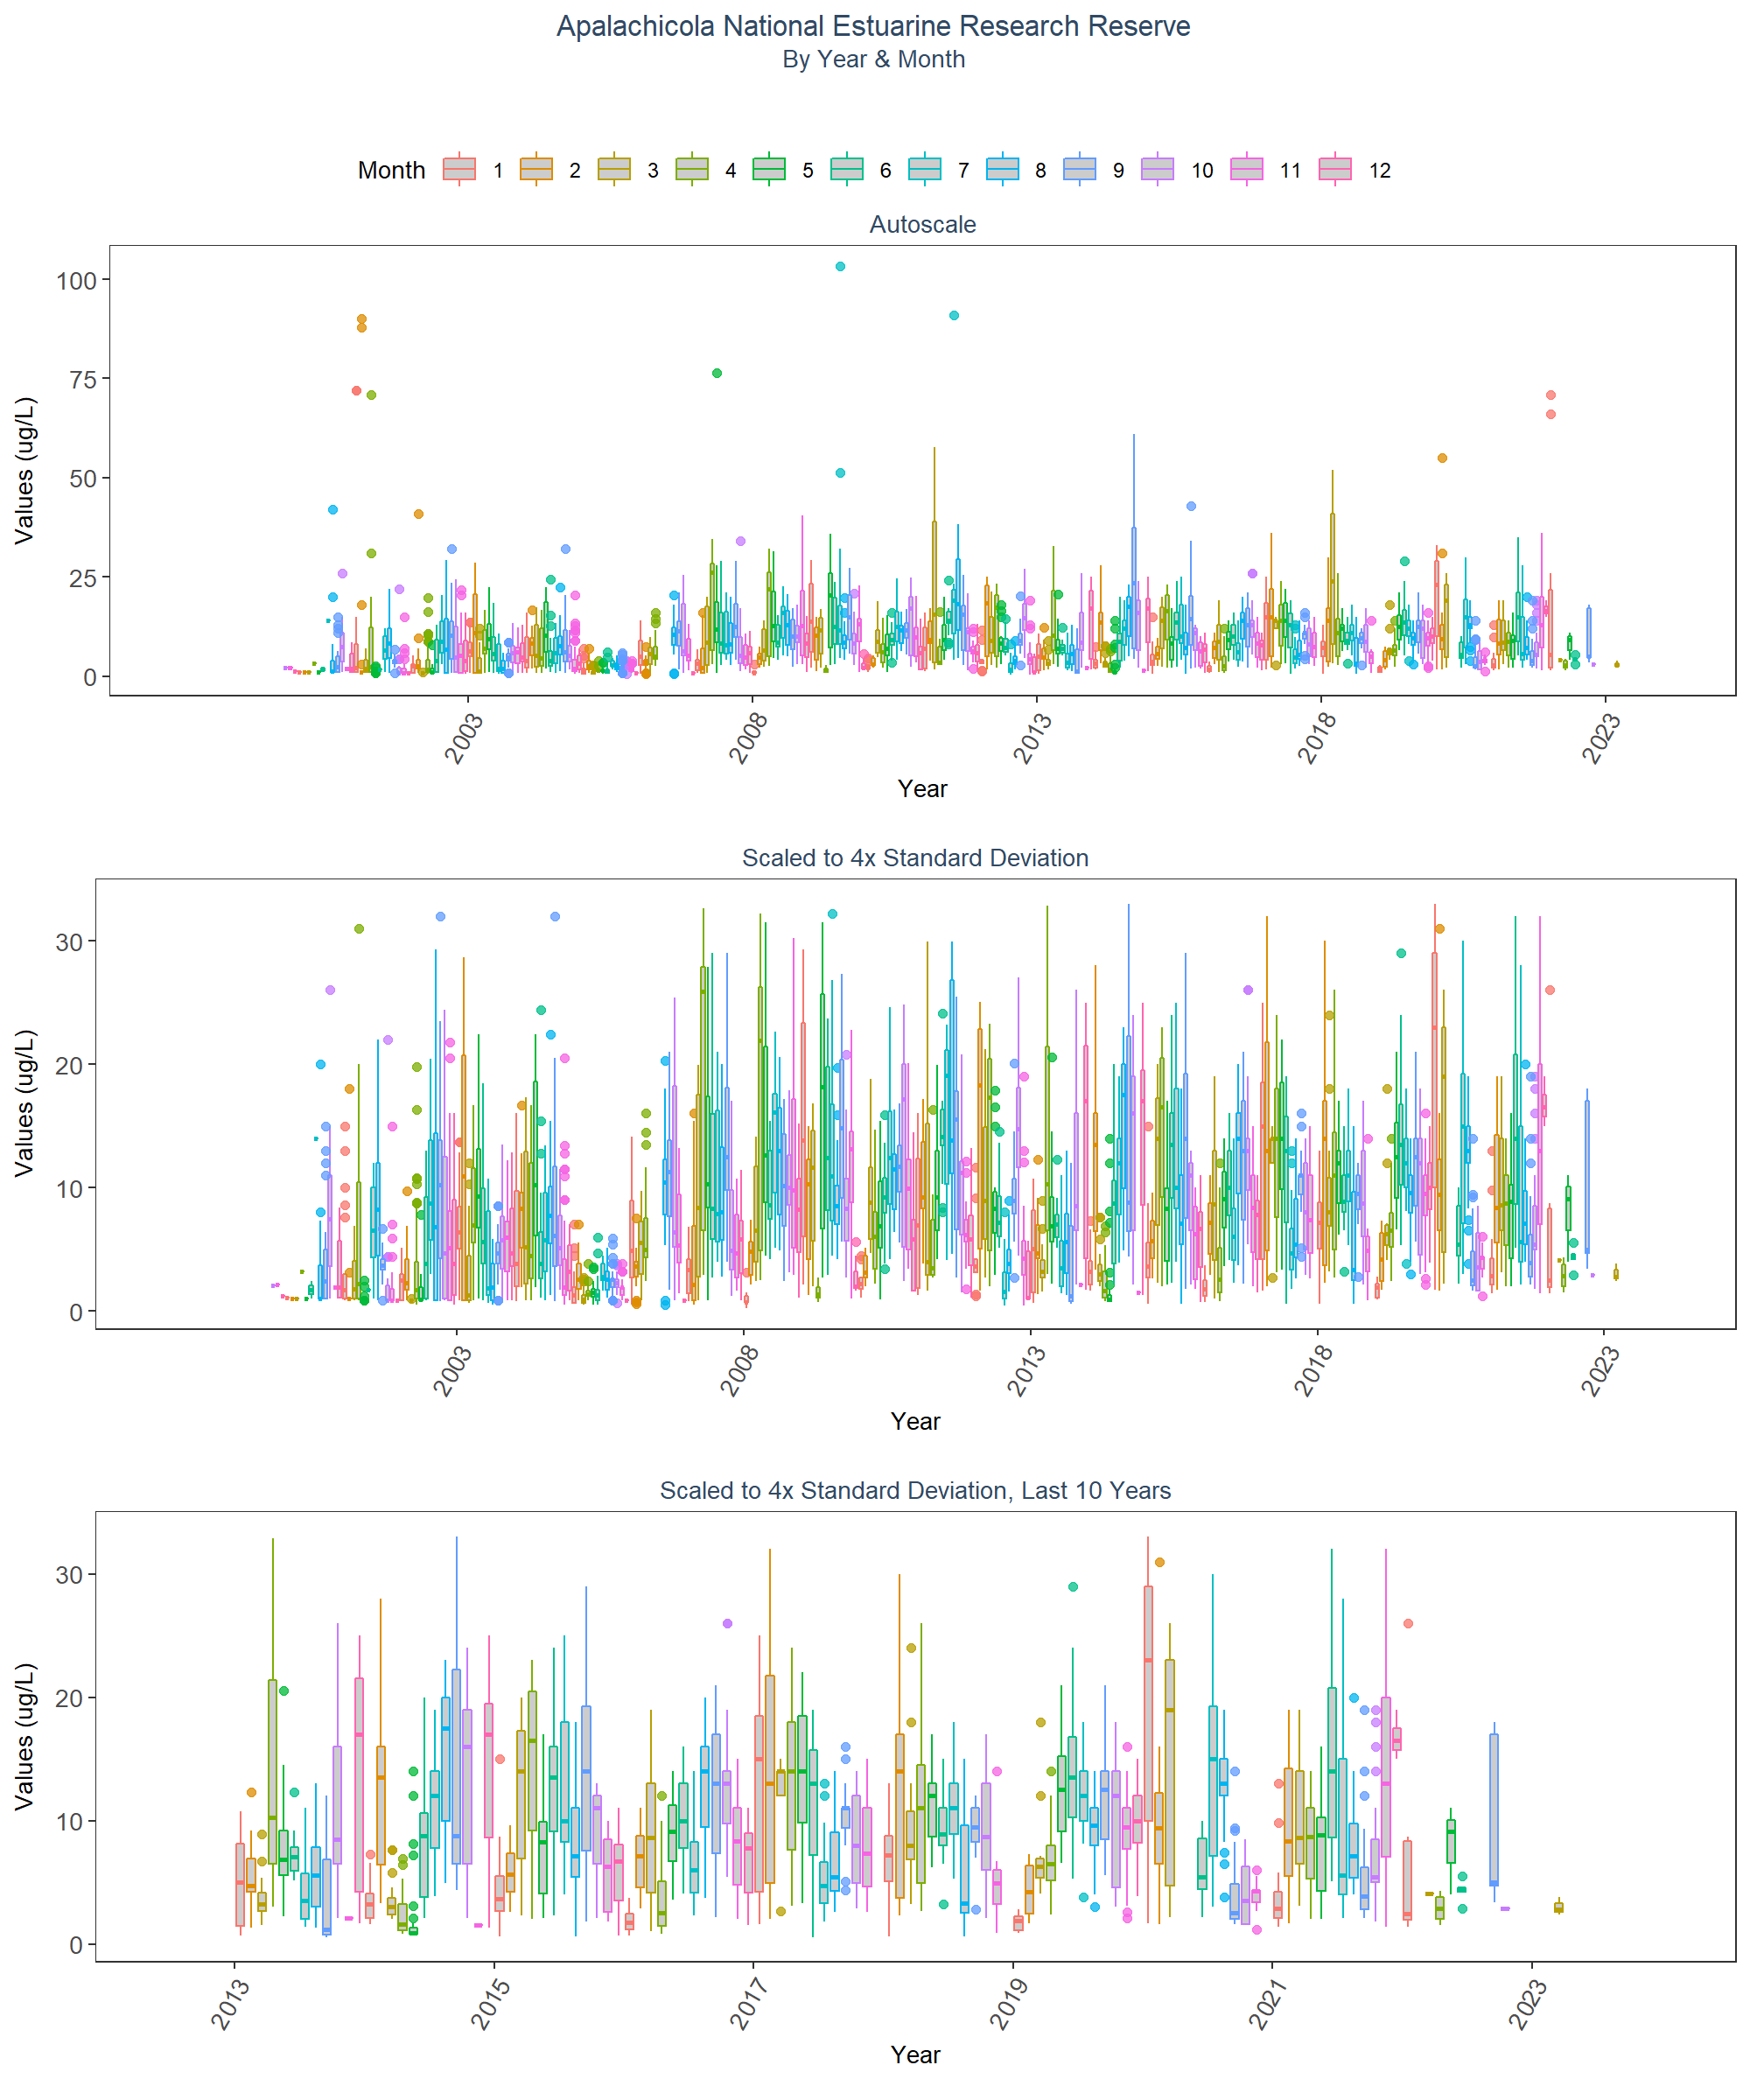 Apalachicola National Estuarine Research Reserve
By Year & Month
Month 1 2 3 4 5 6 7 8 9 10 11 12
Autoscale
100
75
50
25
0
Values (ug/L)
2003 2008 2013 2018 2023
Year
Scaled to 4x Standard Deviation
30
20
10
0
Values (ug/L)
2003 2008 2013 2018 2023
Year
Scaled to 4x Standard Deviation, Last 10 Years
30
20
10
0
Values (ug/L)
2013 2015 2017 2019 2021 2023
Year